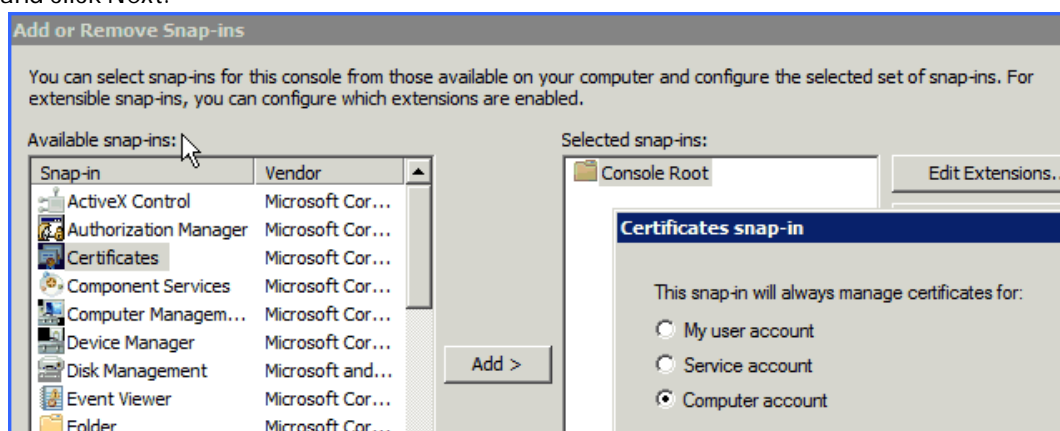 and click Next.
Add or Remove Snap-ins
You can select snap-ins for this console from those available on your computer and configure the selected set of snap-ins. For
extensible snap-ins, you can configure which extensions are enabled.
Available snap-ins:
Selected snap-ins:
Snap-in Vendor
Console Root
Edit Extensions..
ActiveX Control Microsoft Cor...
Authorization Manager Microsoft Cor...
Certificates Microsoft Cor...
Component Services Microsoft Cor...
Computer Managem... Microsoft Cor...
Device Manager Microsoft Cor...
Disk Management Microsoft and...
Event Viewer Microsoft Cor...
Folder Microsoft Cor...
Add >
Certificates snap-in
This snap-in will always manage certificates for:
My user account
Service account
Computer account